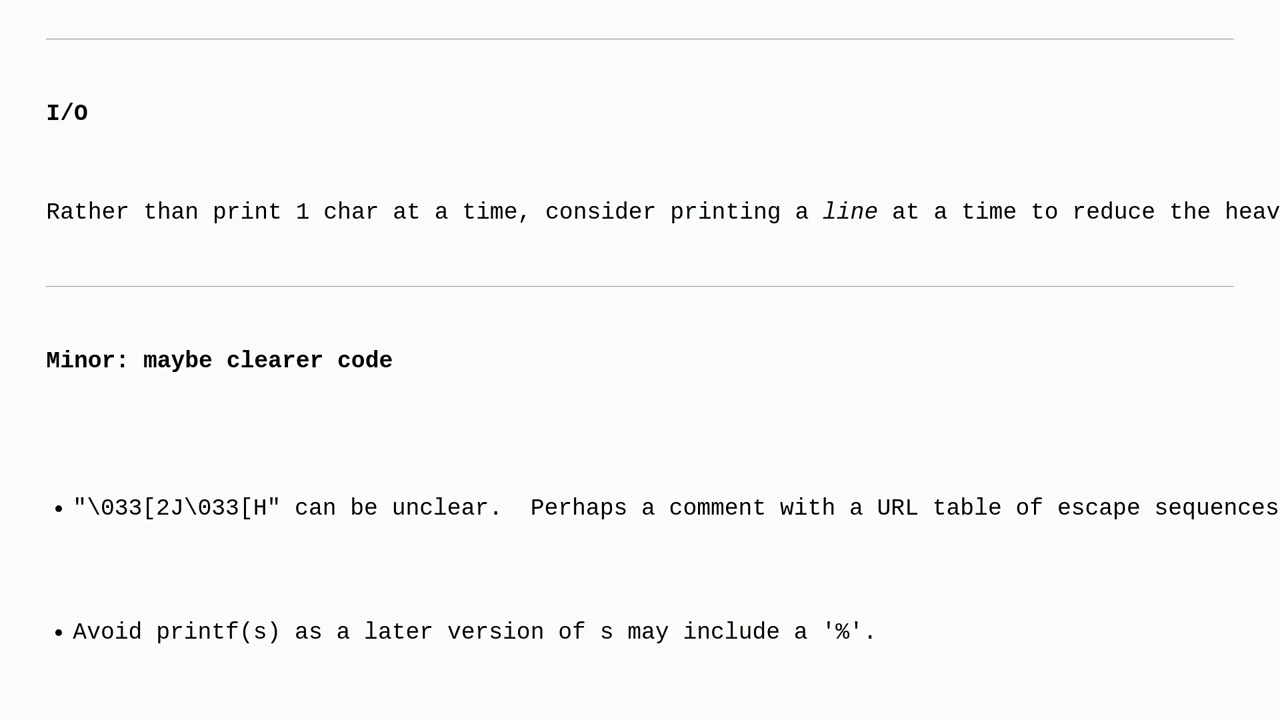 I/O
Rather than print 1 char at a time, consider printing a line at a time to reduce the
Minor: maybe clearer code
• "\033[2J\033[H" can be unclear.  Perhaps a comment with a URL table of escape sequences
• Avoid printf(s) as a later version of s may include a '%'.